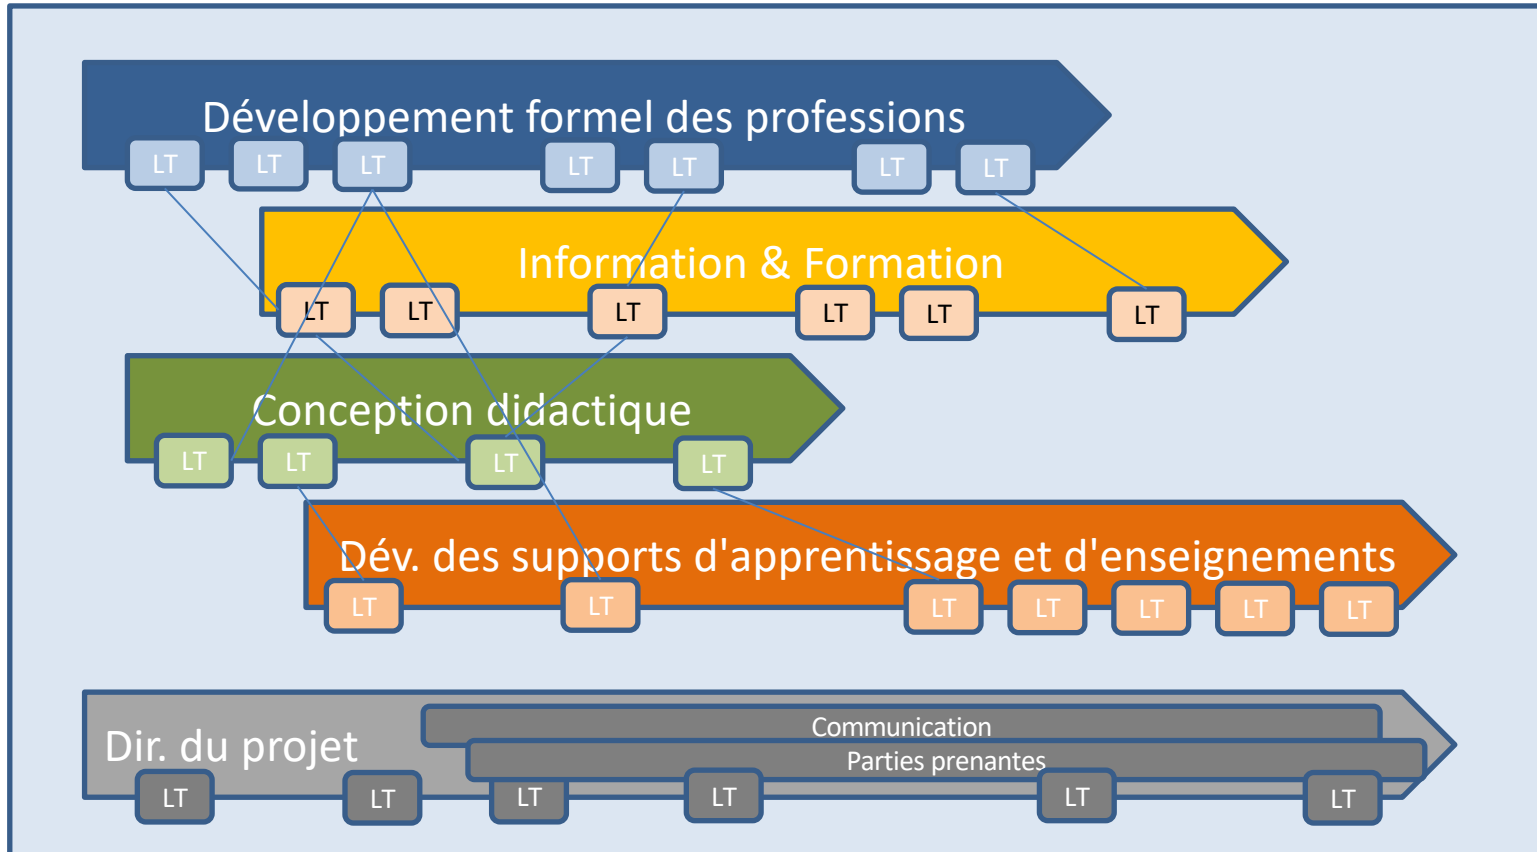 Développement formel des professions
LT LT LT LT LT LT LT
Information & Formation
LT LT LT LT LT LT
Conception didactique
LT LT LT LT
Dév. des supports d'apprentissage et d'enseignements
LT LT LT LT LT LT LT
Communication
Dir. du projet
Parties prenantes
LT LT LT LT LT LT